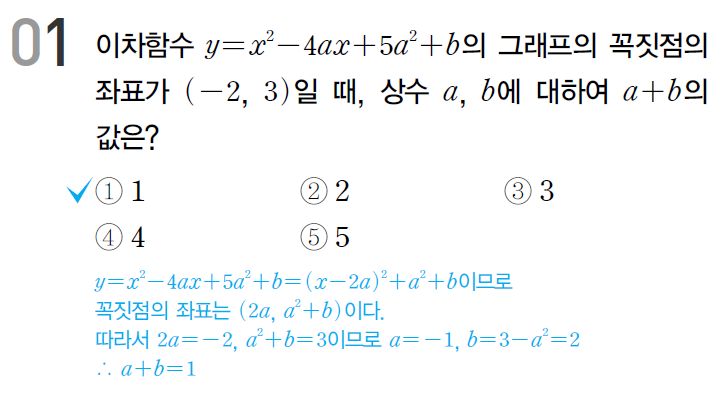 01 이차함수 y=x²-4ax+5a²+b의 그래프의 꼭짓점의
좌표가 (-2, 3)일 때, 상수 a, b에 대하여 a+b의
값은?
① 1 ② 2 ③ 3
④ 4 ⑤ 5
y=x²-4ax+5a²+b=(x-2a)²+a²+b이므로
꼭짓점의 좌표는 (2a, a²+b)이다.
따라서 2a=-2, a²+b=3이므로 a=-1, b=3-a²=2
∴ a+b=1